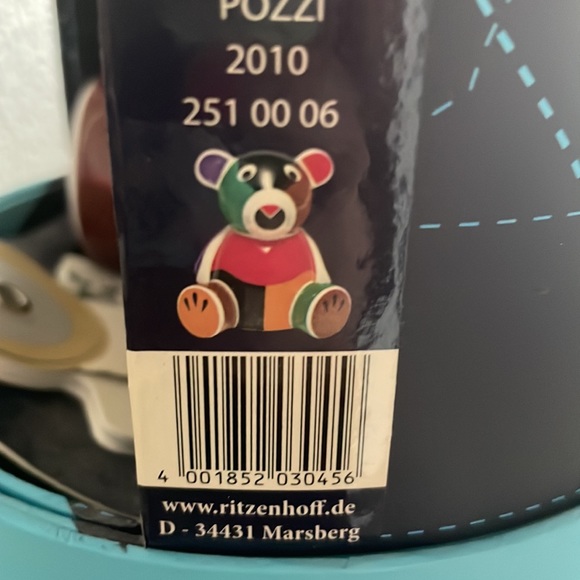 POZZI
2010
251 00 06
4 001852 030456
www.ritzenhoff.de
D - 34431 Marsberg